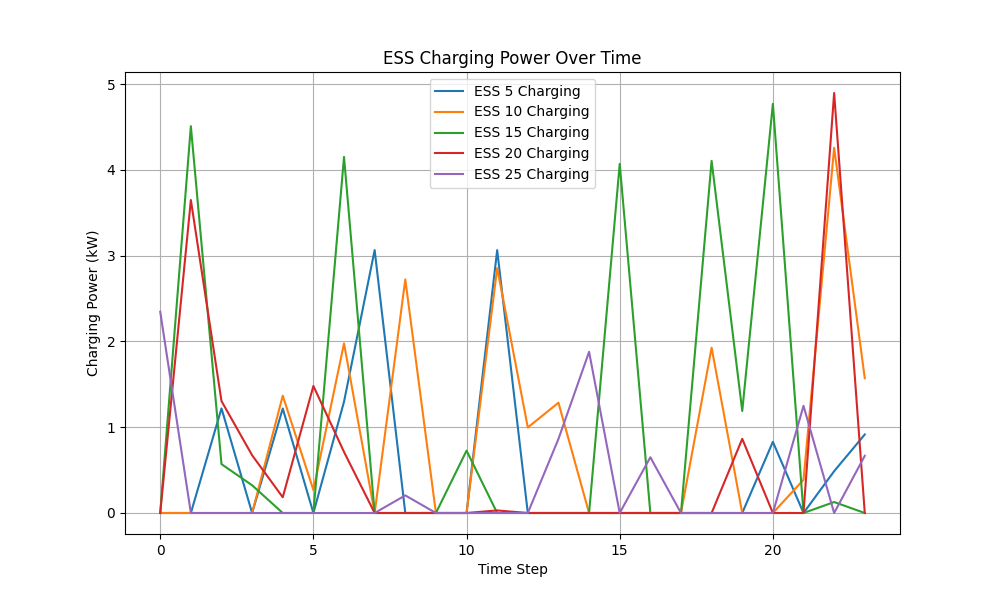 ESS Charging Power Over Time
Charging Power (kW)
5
4
3
2
1
0
ESS 5 Charging
ESS 10 Charging
ESS 15 Charging
ESS 20 Charging
ESS 25 Charging
0 5 10 15 20
Time Step